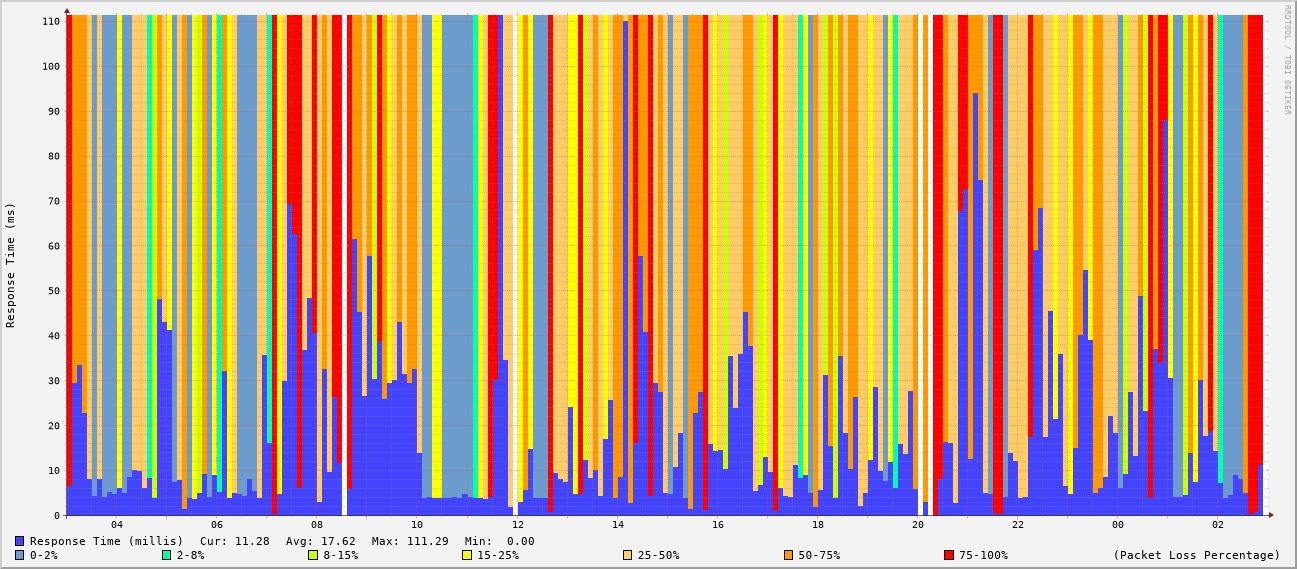 RRDTOOL / TOBI OETIKER
Response Time (ms)
110
100
90
80
70
60
50
40
30
20
10
0
04 06 08 10 12 14 16 18 20 22 00 02
Response Time (millis) Cur: 11.28 Avg: 17.62 Max: 111.29 Min: 0.00
0-2% 2-8% 8-15% 15-25% 25-50% 50-75% 75-100% (Packet Loss Percentage)